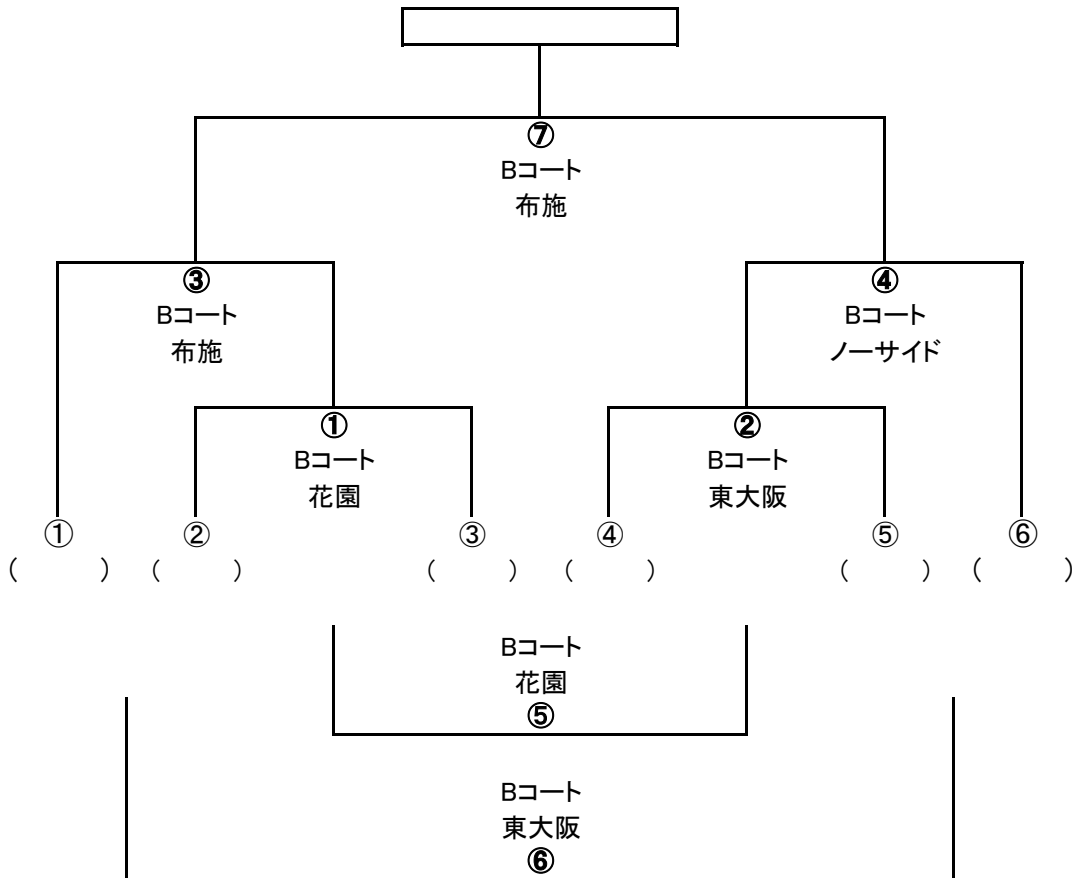 ⑦
Bコート
布施
③
Bコート
布施
④
Bコート
ノーサイド
①
Bコート
花園
②
Bコート
東大阪
① ② ③ ④ ⑤ ⑥
(　　) (　　) (　　) (　　) (　　) (　　)
Bコート
花園
⑤
Bコート
東大阪
⑥